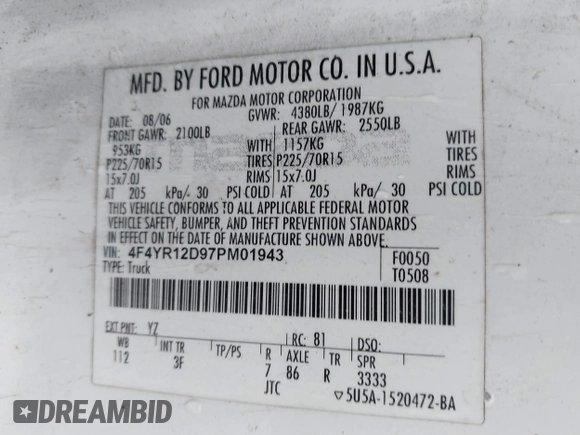 MFD. BY FORD MOTOR CO. IN U.S.A.
FOR MAZDA MOTOR CORPORATION
DATE: 08/06 GVWR: 4380LB/ 1987KG
FRONT GAWR: 2100LB REAR GAWR: 2550LB
953KG WITH 1157KG WITH
P225/70R15 TIRES P225/70R15 TIRES
15x7.0J RIMS 15x7.0J RIMS
AT 205 kPa/ 30 PSI COLD AT 205 kPa/ 30 PSI COLD
THIS VEHICLE CONFORMS TO ALL APPLICABLE FEDERAL MOTOR
VEHICLE SAFETY, BUMPER, AND THEFT PREVENTION STANDARDS
IN EFFECT ON THE DATE OF MANUFACTURE SHOWN ABOVE.
VIN: 4F4YR12D97PM01943 F0050
TYPE: Truck T0508
EXT PNT: YZ RC: 81 DSO:
WB INT TR TP/PS R AXLE TR SPR
112 3F 7 86 R 3333
JTC ▽5U5A-1520472-BA
DREAMBID